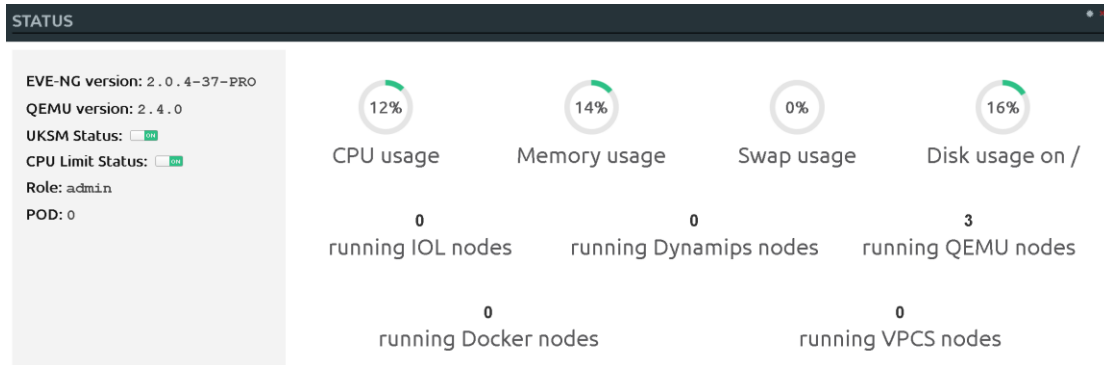 STATUS
EVE-NG version: 2.0.4-37-PRO
QEMU version: 2.4.0
UKSM Status: ON
CPU Limit Status: ON
Role: admin
POD: 0
12% 14% 0% 16%
CPU usage Memory usage Swap usage Disk usage on /
0 0 3
running IOL nodes running Dynamips nodes running QEMU nodes
0 0
running Docker nodes running VPCS nodes